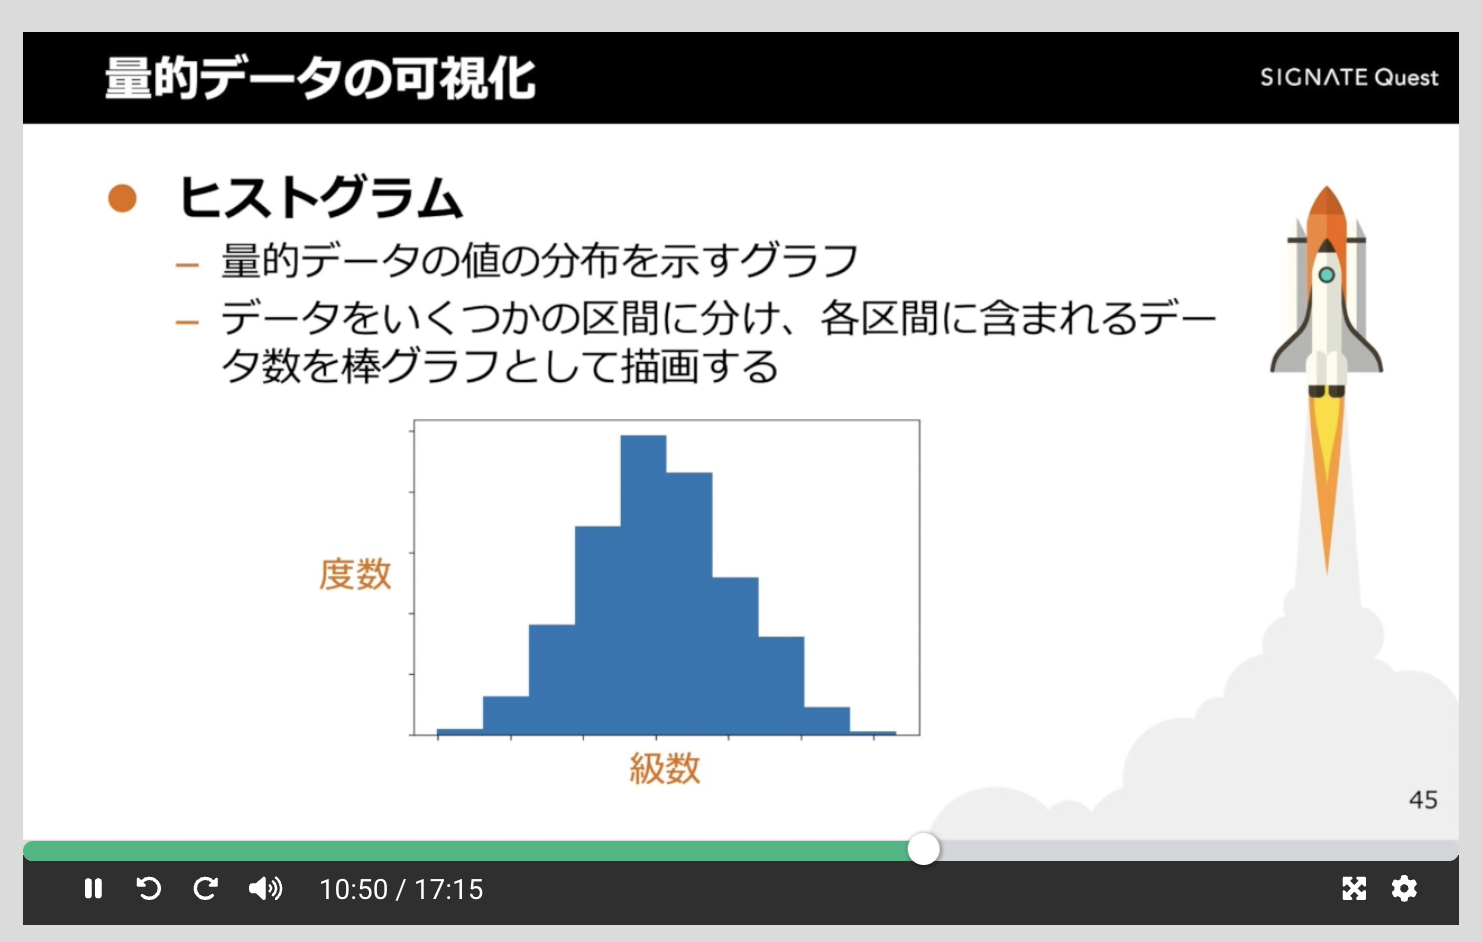 量的データの可視化
SIGNATE Quest
ヒストグラム
– 量的データの値の分布を示すグラフ
– データをいくつかの区間に分け、各区間に含まれるデー
タ数を棒グラフとして描画する
度数
級数
45
10:50 / 17:15